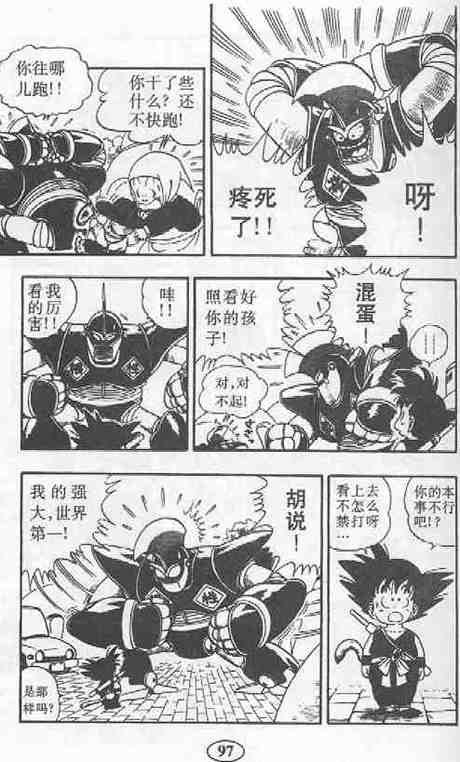 呀!
疼死
了!!
你干了些
什么? 还
不快跑!
你往哪
儿跑!!
……
混蛋!
照看好
你的孩
子!
对,对
不起!
哇!!
看我
的厉
害!!
你的本
事不行
吧!?
看上去
不怎么
禁打呀
…
胡说!
我的强
大,世界
第一!
是那
样吗?
97